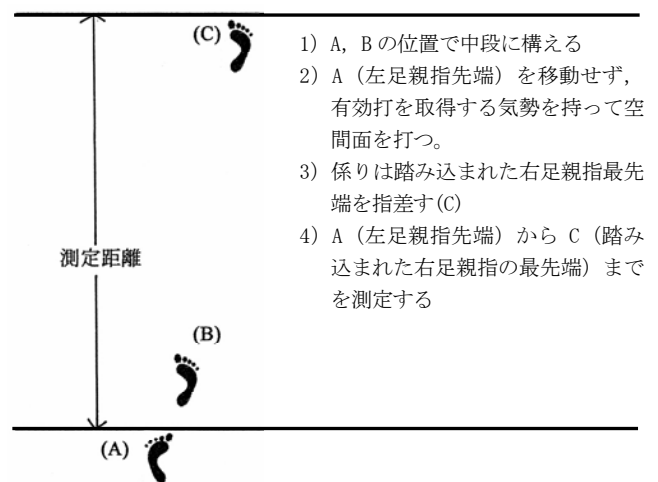 (C)
1) A, B の位置で中段に構える
2) A（左足親指先端）を移動せず，
有効打を取得する気勢を持って空
間面を打つ。
3) 係りは踏み込まれた右足親指最先
端を指差す(C)
4) A（左足親指先端）から C（踏み
込まれた右足親指の最先端）まで
を測定する
測定距離
(B)
(A)